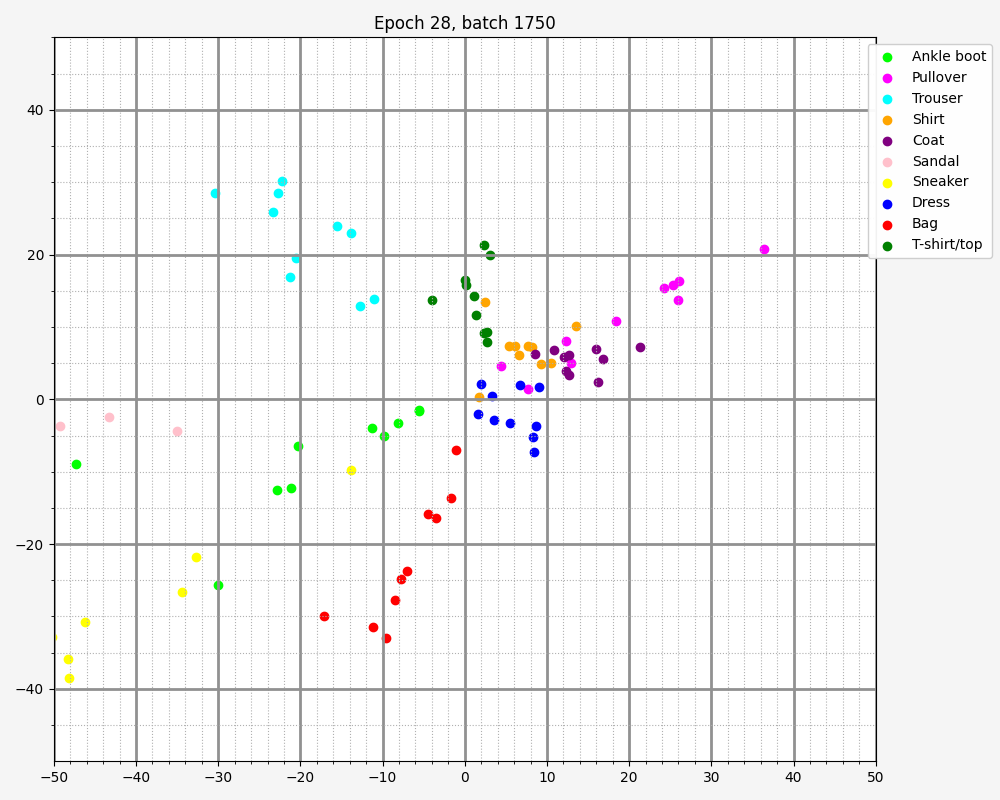 Epoch 28, batch 1750
Ankle boot
Pullover
Trouser
Shirt
Coat
Sandal
Sneaker
Dress
Bag
T-shirt/top
40
20
0
−20
−40
−50 −40 −30 −20 −10 0 10 20 30 40 50